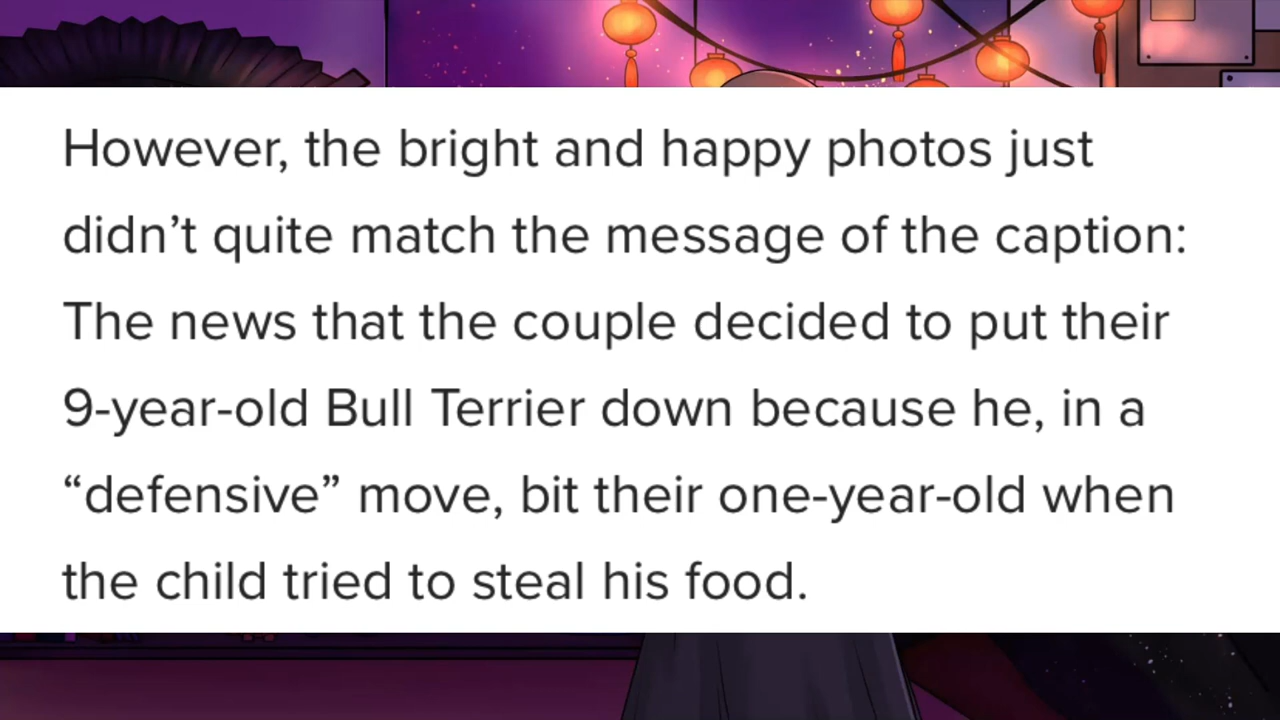 However, the bright and happy photos just
didn’t quite match the message of the caption:
The news that the couple decided to put their
9-year-old Bull Terrier down because he, in a
“defensive” move, bit their one-year-old when
the child tried to steal his food.